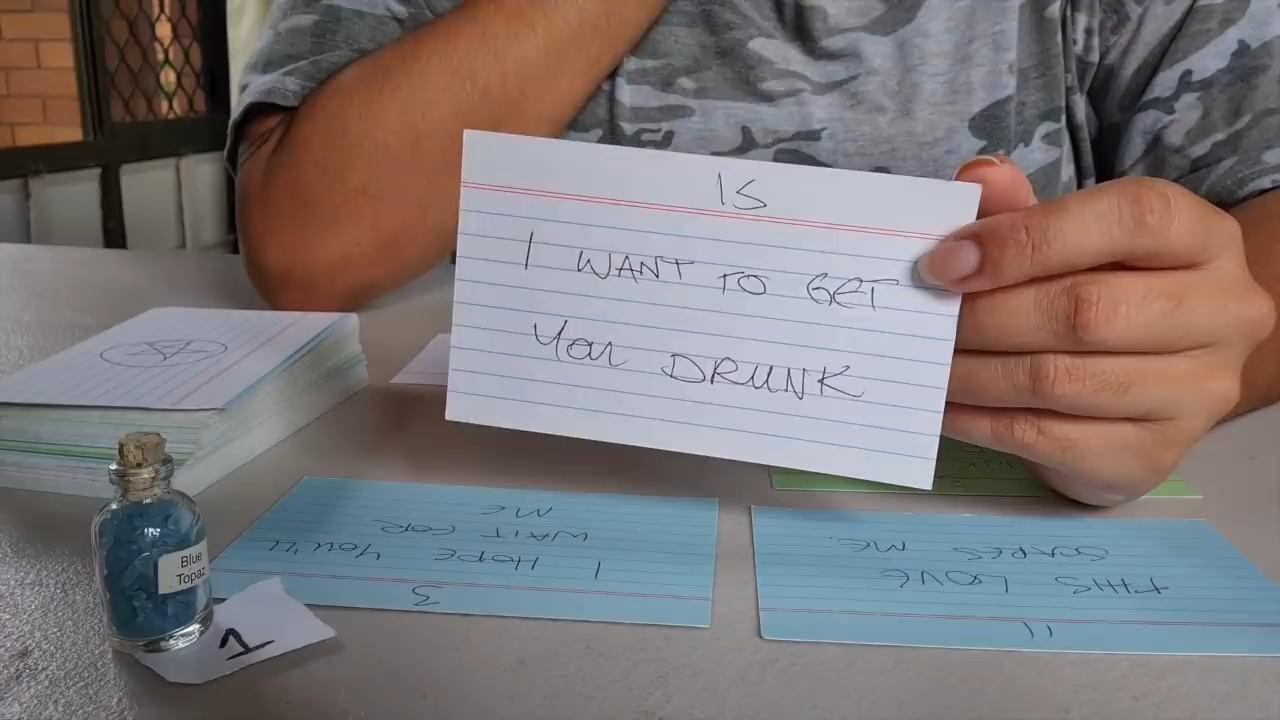 IS
I WANT TO GET
YOU DRUNK
3
I HOPE YOU'LL
WAIT FOR
ME
11
THIS LOVE
SCARES ME.
Blue
Topaz
1